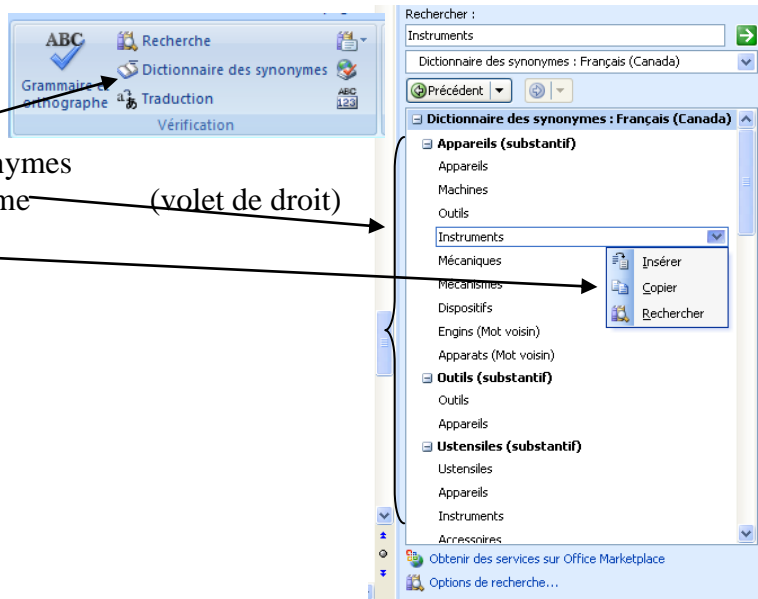 ABC
Grammaire et
orthographe
Recherche
Dictionnaire des synonymes
Traduction
ABC
123
Vérification
nymes
me (volet de droit)
Rechercher :
Instruments
Dictionnaire des synonymes : Français (Canada)
Précédent
Dictionnaire des synonymes : Français (Canada)
Appareils (substantif)
Appareils
Machines
Outils
Instruments
Mécaniques
Mécanismes
Dispositifs
Engins (Mot voisin)
Apparats (Mot voisin)
Insérer
Copier
Rechercher
Outils (substantif)
Outils
Appareils
Ustensiles (substantif)
Ustensiles
Appareils
Instruments
Accessoires
Obtenir des services sur Office Marketplace
Options de recherche...